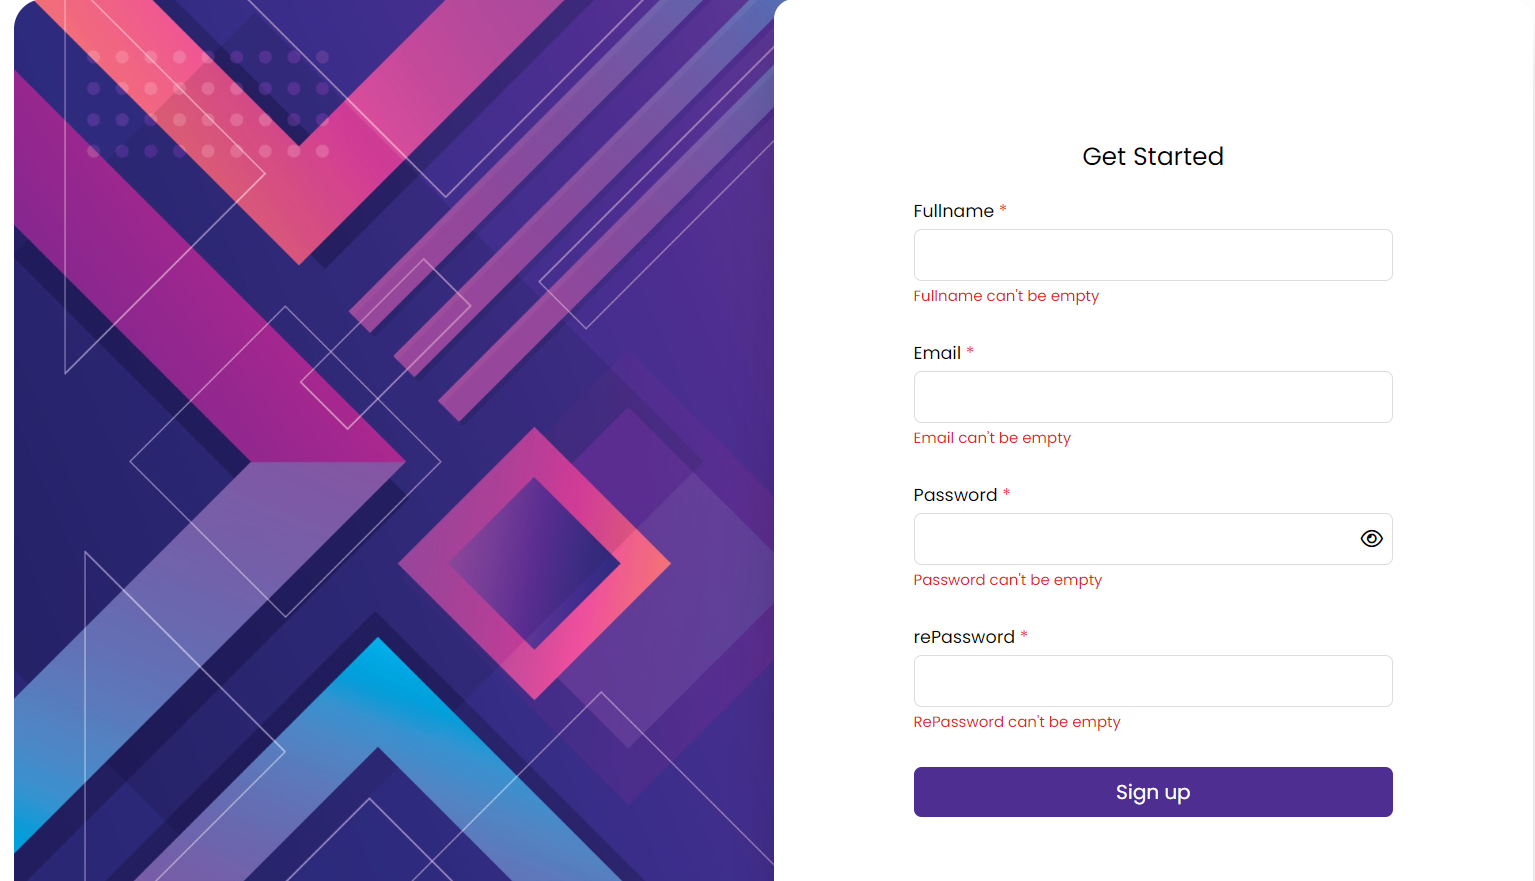 Get Started
Fullname *
Fullname can't be empty
Email *
Email can't be empty
Password *
Password can't be empty
rePassword *
RePassword can't be empty
Sign up